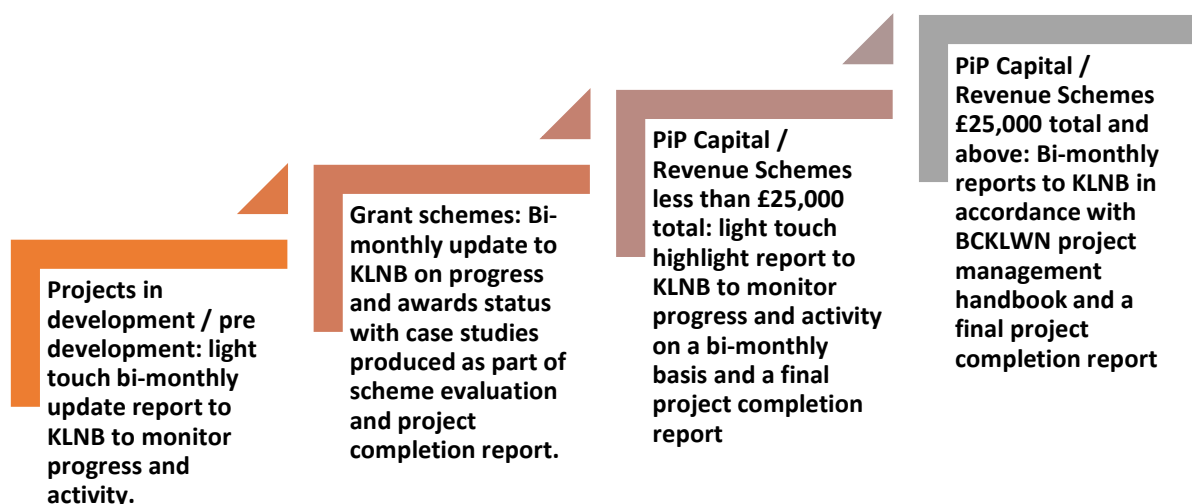 Projects in
development / pre
development: light
touch bi-monthly
update report to
KLNB to monitor
progress and
activity.
Grant schemes: Bi-
monthly update to
KLNB on progress
and awards status
with case studies
produced as part of
scheme evaluation
and project
completion report.
PiP Capital /
Revenue Schemes
less than £25,000
total: light touch
highlight report to
KLNB to monitor
progress and activity
on a bi-monthly
basis and a final
project completion
report
PiP Capital /
Revenue Schemes
£25,000 total and
above: Bi-monthly
reports to KLNB in
accordance with
BCKLWN project
management
handbook and a
final project
completion report